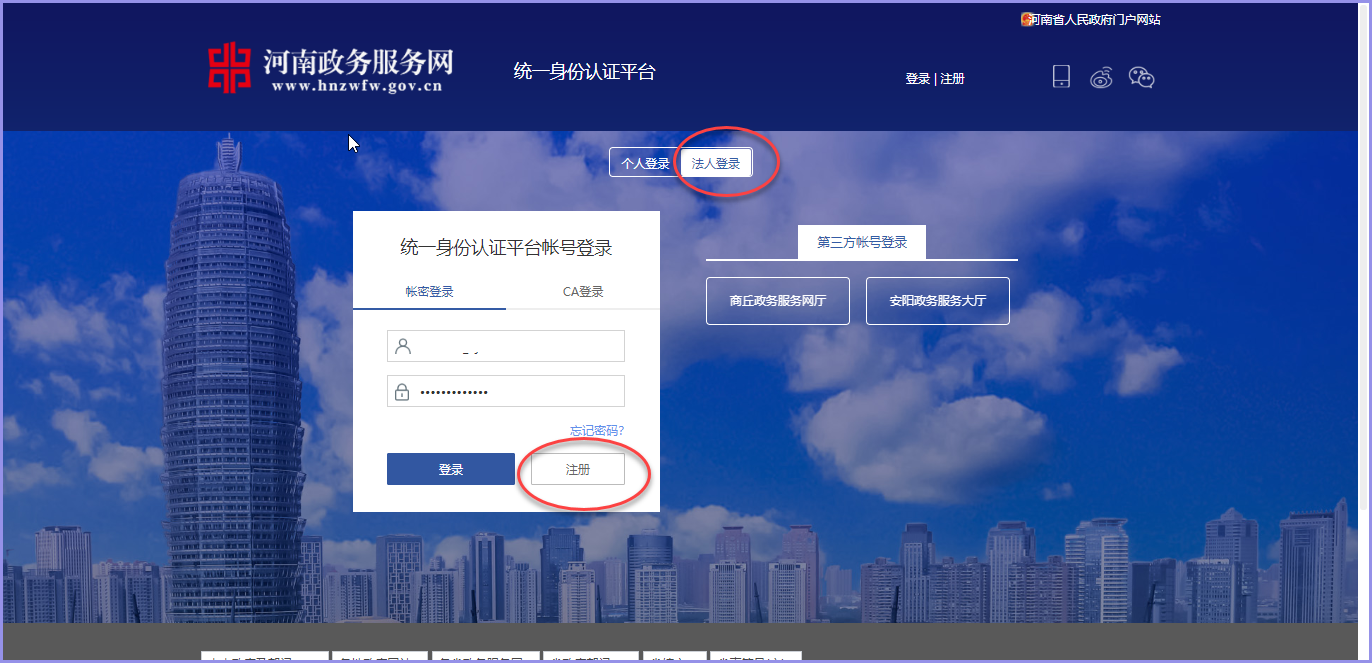 河南省人民政府门户网站
河南政务服务网
www.hnzwfw.gov.cn
统一身份认证平台
登录 | 注册
个人登录
法人登录
统一身份认证平台帐号登录
帐密登录
CA登录
忘记密码?
登录
注册
第三方帐号登录
商丘政务服务网厅
安阳政务服务大厅